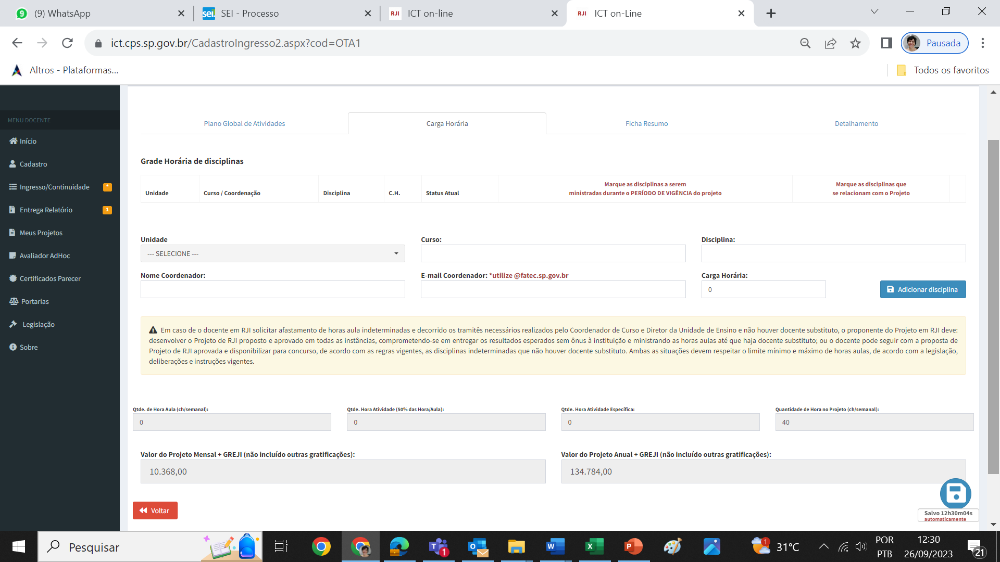 (9) WhatsApp
SEI - Processo
RJI ICT on-line
RJI ICT on-Line
ict.cps.sp.gov.br/CadastroIngresso2.aspx?cod=OTA1
Pausada
Altros - Plataformas...
Todos os favoritos
MENU DOCENTE
Início
Cadastro
Ingresso/Continuidade *
Entrega Relatório 1
Meus Projetos
Avaliador AdHoc
Certificados Parecer
Portarias
Legislação
Sobre
Plano Global de Atividades
Carga Horária
Ficha Resumo
Detalhamento
Grade Horária de disciplinas
Unidade
Curso / Coordenação
Disciplina
C.H.
Status Atual
Marque as disciplinas a serem
ministradas durante o PERÍODO DE VIGÊNCIA do projeto
Marque as disciplinas que
se relacionam com o Projeto
Unidade
Curso:
Disciplina:
--- SELECIONE ---
Nome Coordenador:
E-mail Coordenador: *utilize @fatec.sp.gov.br
Carga Horária:
0
Adicionar disciplina
Em caso de o docente em RJI solicitar afastamento de horas aula indeterminadas e decorrido os tramitês necessários realizados pelo Coordenador de Curso e Diretor da Unidade de Ensino e não houver docente substituto, o proponente do Projeto em RJI deve:
desenvolver o Projeto de RJI proposto e aprovado em todas as instâncias, comprometendo-se em entregar os resultados esperados sem ônus à instituição e ministrando as horas aulas até que haja docente substituto; ou o docente pode seguir com a proposta de
Projeto de RJI aprovada e disponibilizar para concurso, de acordo com as regras vigentes, as disciplinas indeterminadas que não houver docente substituto. Ambas as situações devem respeitar o limite mínimo e máximo de horas aulas, de acordo com a legislação,
deliberações e instruções vigentes.
Qtde. de Hora Aula (ch/semanal):
Qtde. Hora Atividade (50% das Hora/Aula):
Qtde. Hora Atividade Específica:
Quantidade de Hora no Projeto (ch/semanal):
0
0
0
40
Valor do Projeto Mensal + GREJI (não incluído outras gratificações):
Valor do Projeto Anual + GREJI (não incluído outras gratificações):
10.368,00
134.784,00
Voltar
Salvo 12h30m04s
automaticamente
Pesquisar
1
1
31°C
POR
PTB
12:30
26/09/2023
21